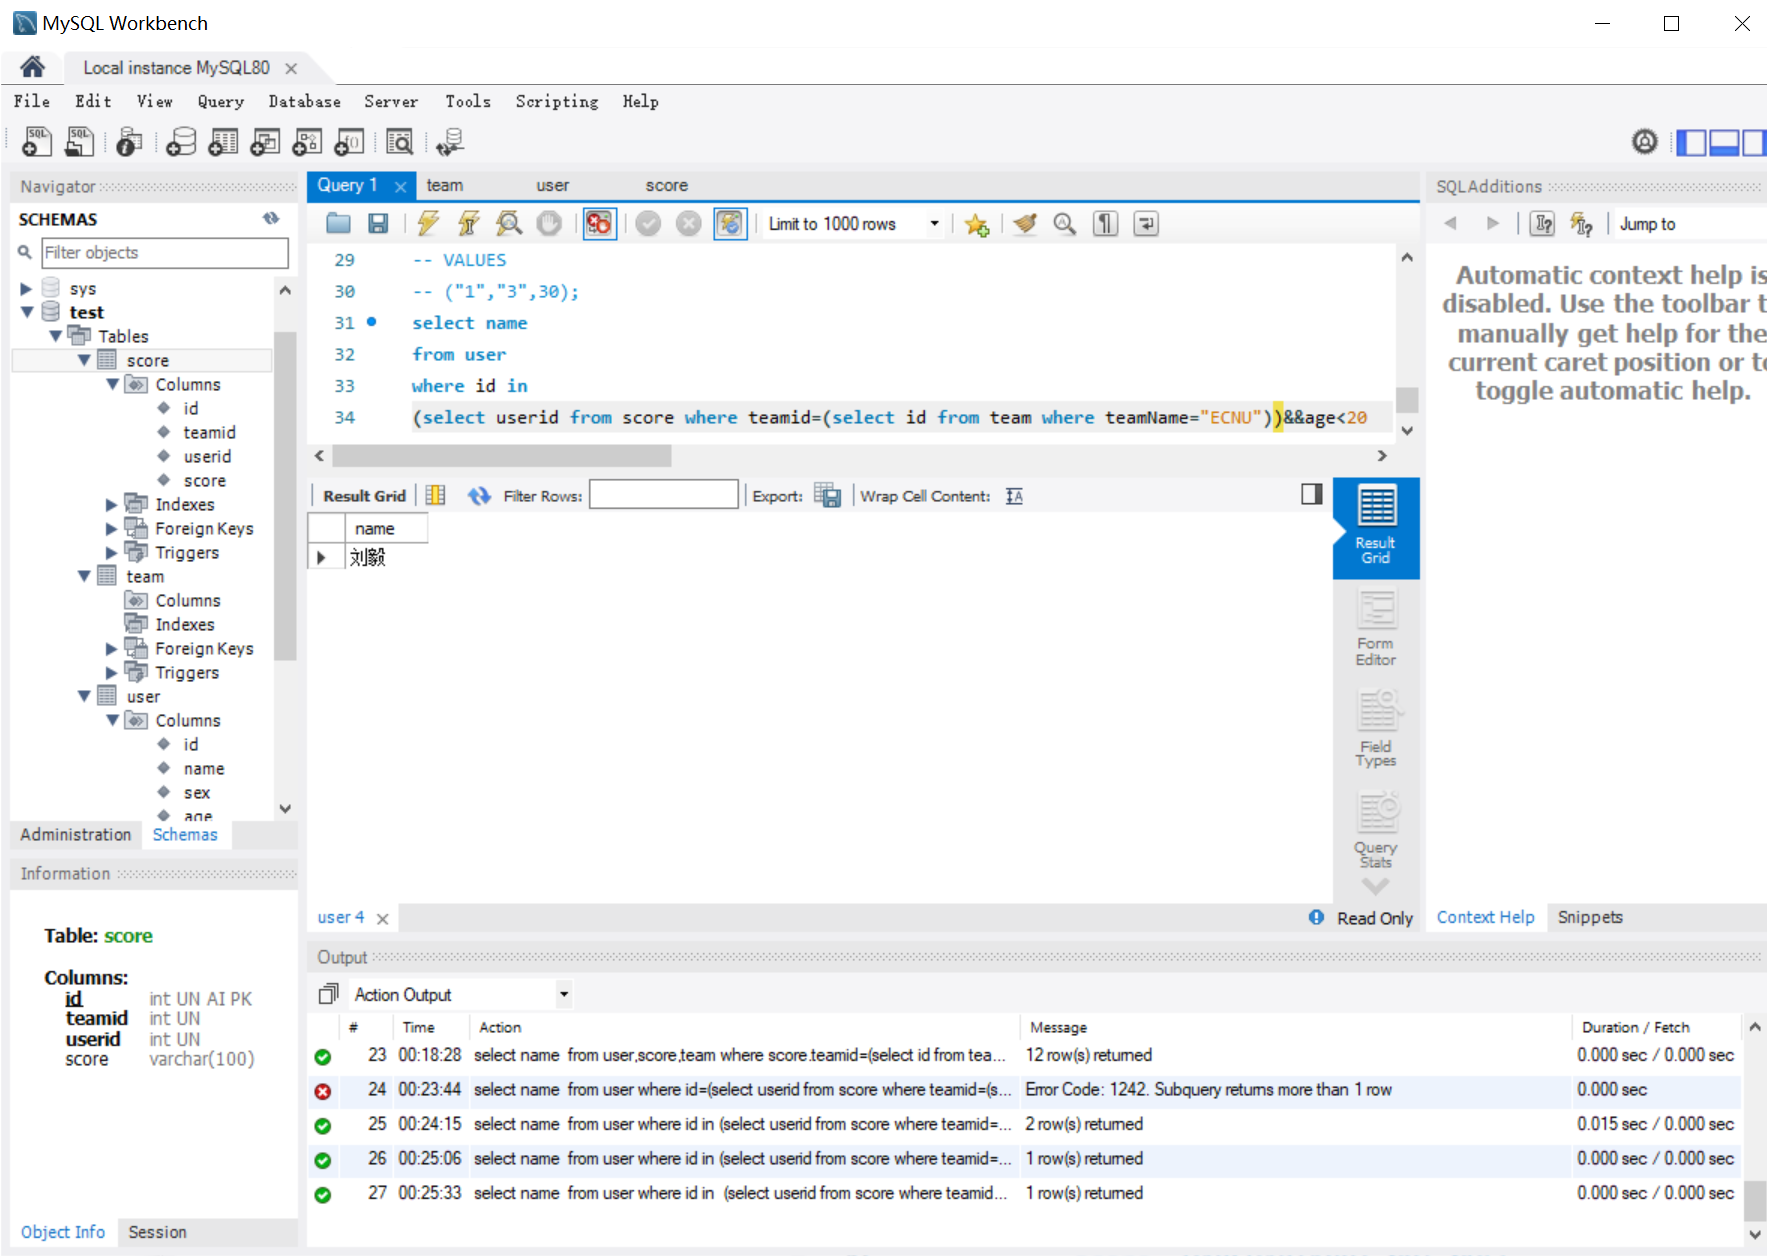 MySQL Workbench
Local instance MySQL80
File Edit View Query Database Server Tools Scripting Help
Navigator
SCHEMAS
Filter objects
sys
test
Tables
score
Columns
id
teamid
userid
score
Indexes
Foreign Keys
Triggers
team
Columns
Indexes
Foreign Keys
Triggers
user
Columns
id
name
sex
age
Administration Schemas
Information
Table: score
Columns:
id int UN AI PK
teamid int UN
userid int UN
score varchar(100)
Object Info Session
Query 1 team user score
Limit to 1000 rows
29 -- VALUES
30 -- ("1","3",30);
31 select name
32 from user
33 where id in
34 (select userid from score where teamid=(select id from team where teamName="ECNU"))&&age<20
Result Grid Filter Rows: Export: Wrap Cell Content:
name
刘毅
Result
Grid
Form
Editor
Field
Types
Query
Stats
user 4 Read Only
SQLAdditions
Jump to
Automatic context help is
disabled. Use the toolbar t
manually get help for the
current caret position or to
toggle automatic help.
Context Help Snippets
Output
Action Output
# Time Action Message Duration / Fetch
23 00:18:28 select name from user,score,team where score.teamid=(select id from tea... 12 row(s) returned 0.000 sec / 0.000 sec
24 00:23:44 select name from user where id=(select userid from score where teamid=(s... Error Code: 1242. Subquery returns more than 1 row 0.000 sec
25 00:24:15 select name from user where id in (select userid from score where teamid=... 2 row(s) returned 0.015 sec / 0.000 sec
26 00:25:06 select name from user where id in (select userid from score where teamid=... 1 row(s) returned 0.000 sec / 0.000 sec
27 00:25:33 select name from user where id in (select userid from score where teamid... 1 row(s) returned 0.000 sec / 0.000 sec